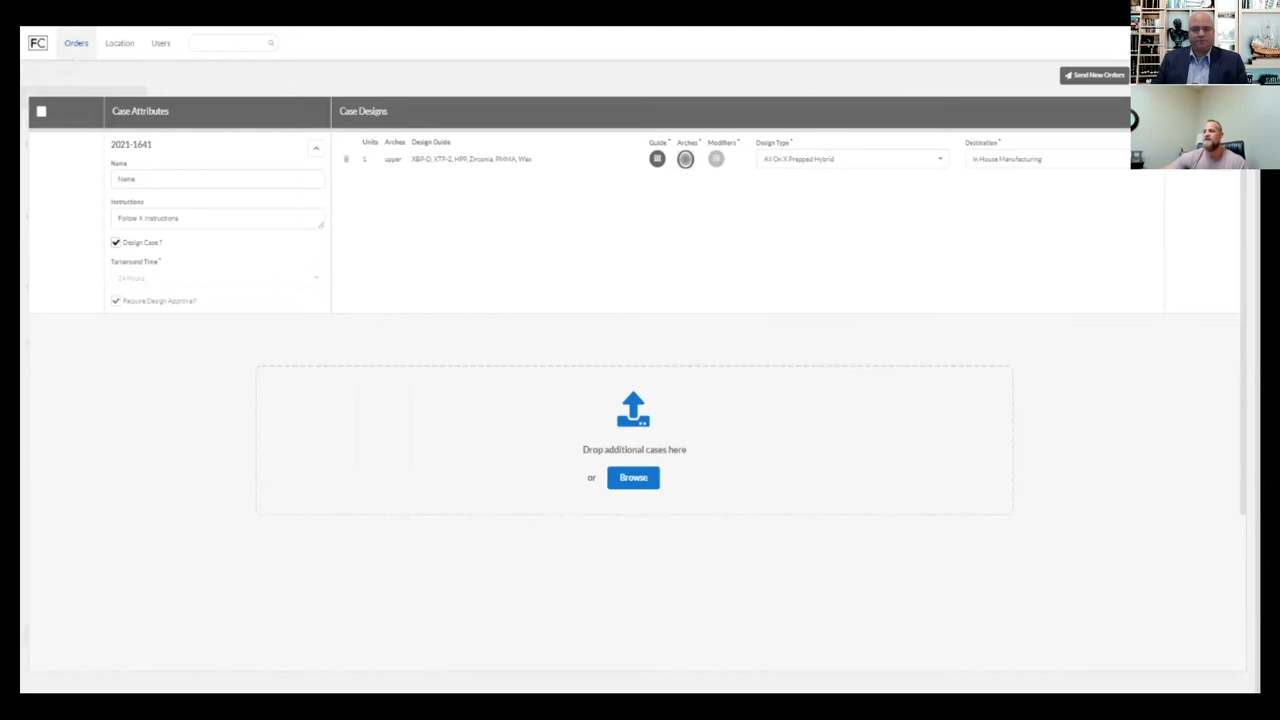 FC Orders Location Users
Send New Orders
Case Attributes Case Designs
2021-1641
Units Arches Design Guide Guide* Arches* Modifiers* Design Type* Destination*
1 upper XBP-D, XTP-2, HPR, Zirconia, PMMA, Wax All On X Prepped Hybrid In House Manufacturing
Name
Name
Instructions
Follow X Instructions
Design Case?
Turnaround Time*
24 Hours
Require Design Approval?
Drop additional cases here
or Browse